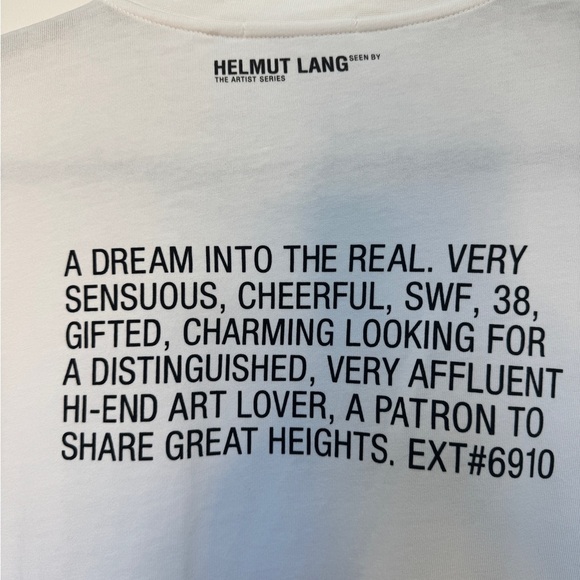 HELMUT LANG SEEN BY
THE ARTIST SERIES
A DREAM INTO THE REAL. VERY
SENSUOUS, CHEERFUL, SWF, 38,
GIFTED, CHARMING LOOKING FOR
A DISTINGUISHED, VERY AFFLUENT
HI-END ART LOVER, A PATRON TO
SHARE GREAT HEIGHTS. EXT#6910